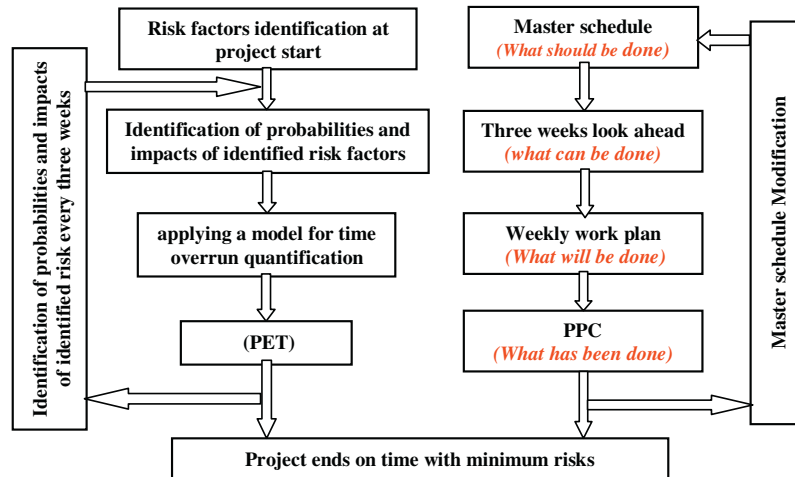 Risk factors identification at
project start
Identification of probabilities and
impacts of identified risk factors
applying a model for time
overrun quantification
(PET)
Identification of probabilities and impacts
of identified risk every three weeks
Master schedule
(What should be done)
Three weeks look ahead
(what can be done)
Weekly work plan
(What will be done)
PPC
(What has been done)
Master schedule Modification
Project ends on time with minimum risks